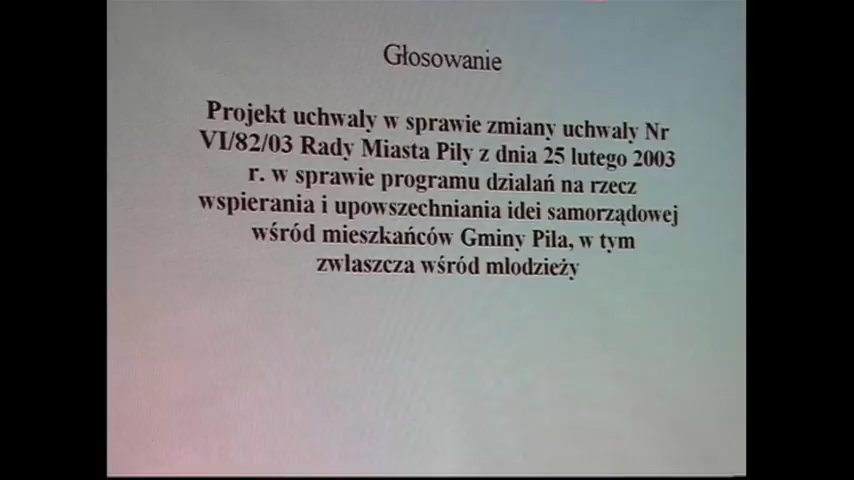 Głosowanie
Projekt uchwały w sprawie zmiany uchwały Nr
VI/82/03 Rady Miasta Piły z dnia 25 lutego 2003
r. w sprawie programu działań na rzecz
wspierania i upowszechniania idei samorządowej
wśród mieszkańców Gminy Piła, w tym
zwłaszcza wśród młodzieży